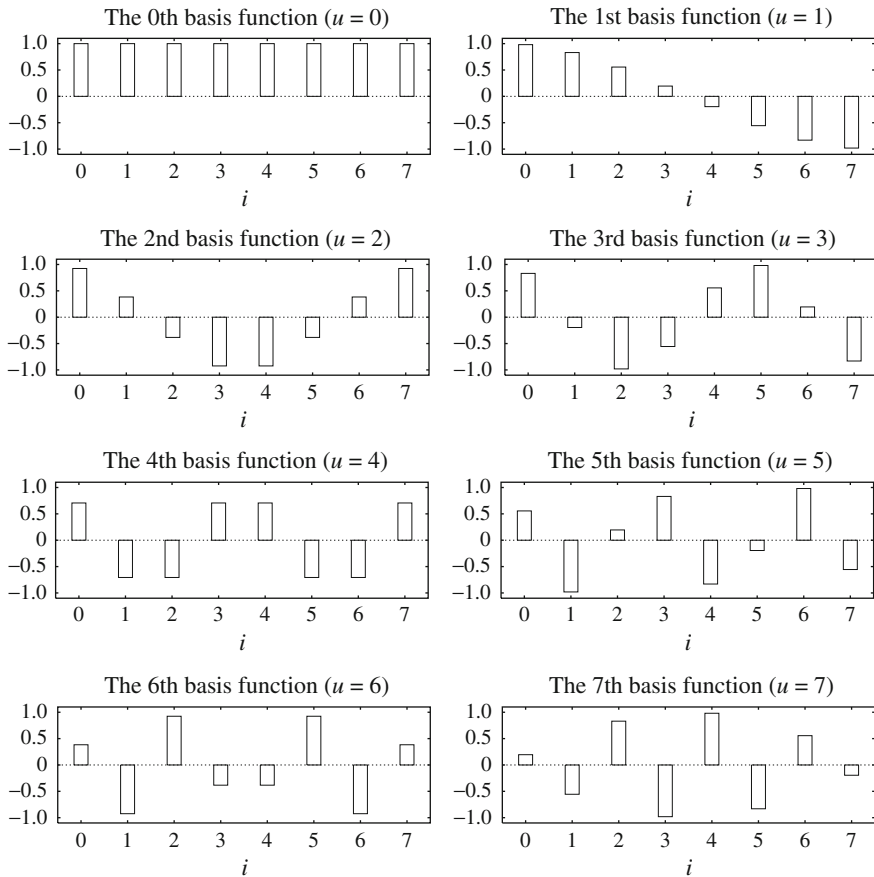 The 0th basis function (u = 0)
1.0
0.5
0
−0.5
−1.0
0 1 2 3 4 5 6 7
i
The 1st basis function (u = 1)
1.0
0.5
0
−0.5
−1.0
0 1 2 3 4 5 6 7
i
The 2nd basis function (u = 2)
1.0
0.5
0
−0.5
−1.0
0 1 2 3 4 5 6 7
i
The 3rd basis function (u = 3)
1.0
0.5
0
−0.5
−1.0
0 1 2 3 4 5 6 7
i
The 4th basis function (u = 4)
1.0
0.5
0
−0.5
−1.0
0 1 2 3 4 5 6 7
i
The 5th basis function (u = 5)
1.0
0.5
0
−0.5
−1.0
0 1 2 3 4 5 6 7
i
The 6th basis function (u = 6)
1.0
0.5
0
−0.5
−1.0
0 1 2 3 4 5 6 7
i
The 7th basis function (u = 7)
1.0
0.5
0
−0.5
−1.0
0 1 2 3 4 5 6 7
i